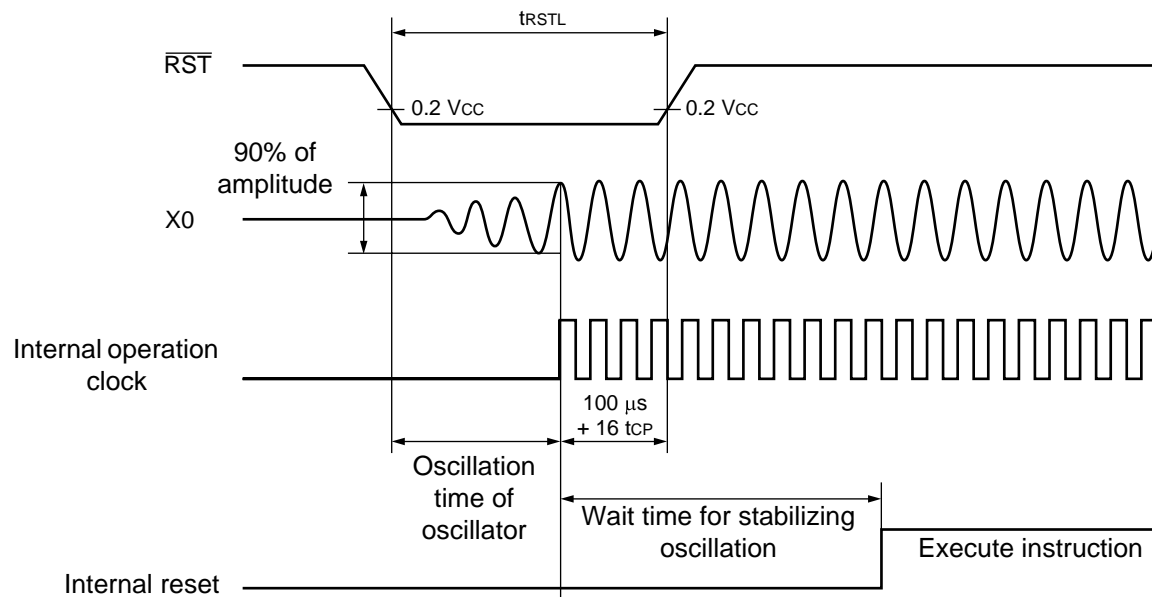 tRSTL
RST
0.2 VCC
0.2 VCC
90% of
amplitude
X0
Internal operation
clock
100 μs
+ 16 tCP
Oscillation
time of
oscillator
Wait time for stabilizing
oscillation
Execute instruction
Internal reset